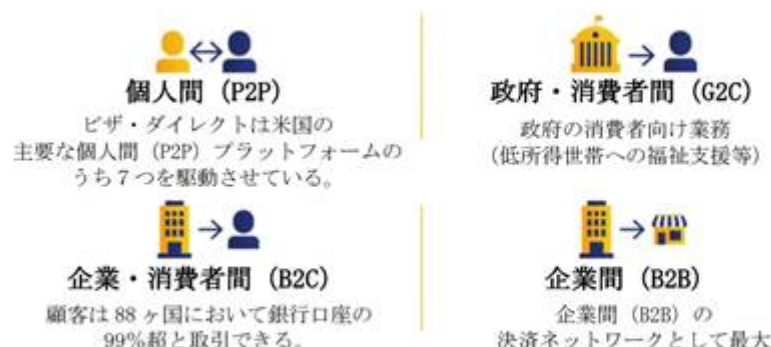 個人間（P2P）
ビザ・ダイレクトは米国の
主要な個人間（P2P）プラットフォームの
うち７つを駆動させている。
政府・消費者間（G2C）
政府の消費者向け業務
（低所得世帯への福祉支援等）
企業・消費者間（B2C）
顧客は 88 ヶ国において銀行口座の
99％超と取引できる。
企業間（B2B）
企業間（B2B）の
決済ネットワークとして最大